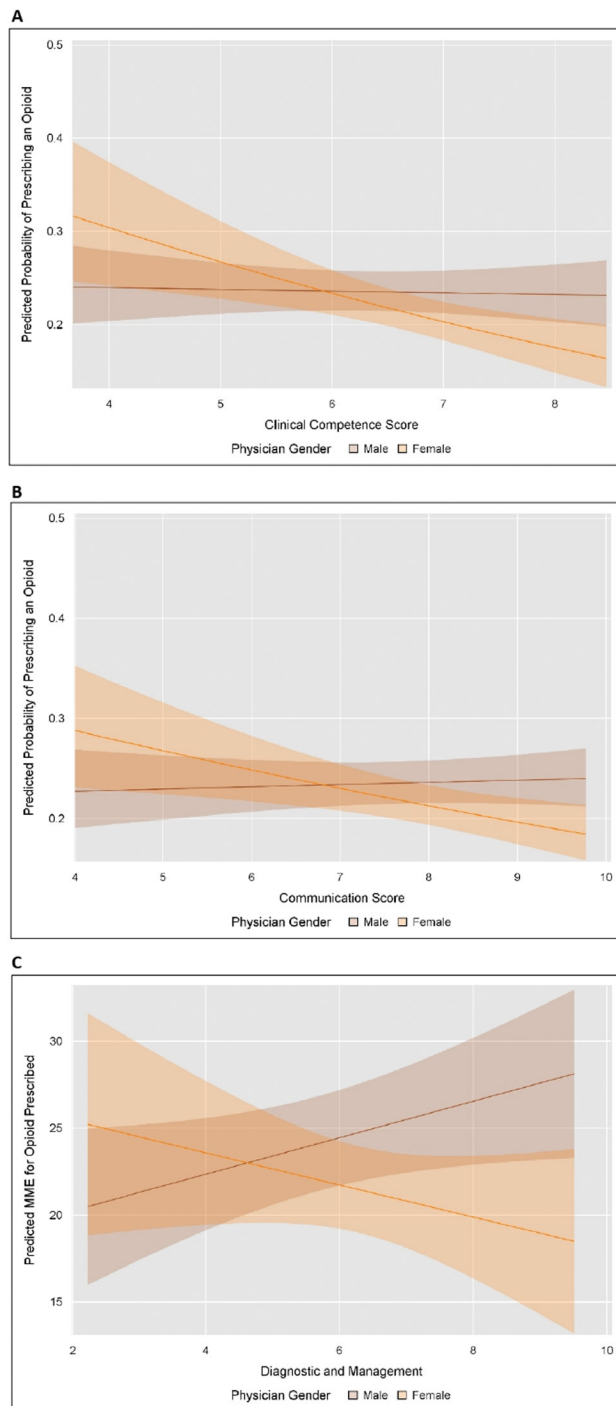 A
Predicted Probability of Prescribing an Opioid
0.5
0.4
0.3
0.2
4 5 6 7 8
Clinical Competence Score
Physician Gender Male Female
B
Predicted Probability of Prescribing an Opioid
0.5
0.4
0.3
0.2
4 5 6 7 8 9 10
Communication Score
Physician Gender Male Female
C
Predicted MME for Opioid Prescribed
30
25
20
15
2 4 6 8 10
Diagnostic and Management
Physician Gender Male Female